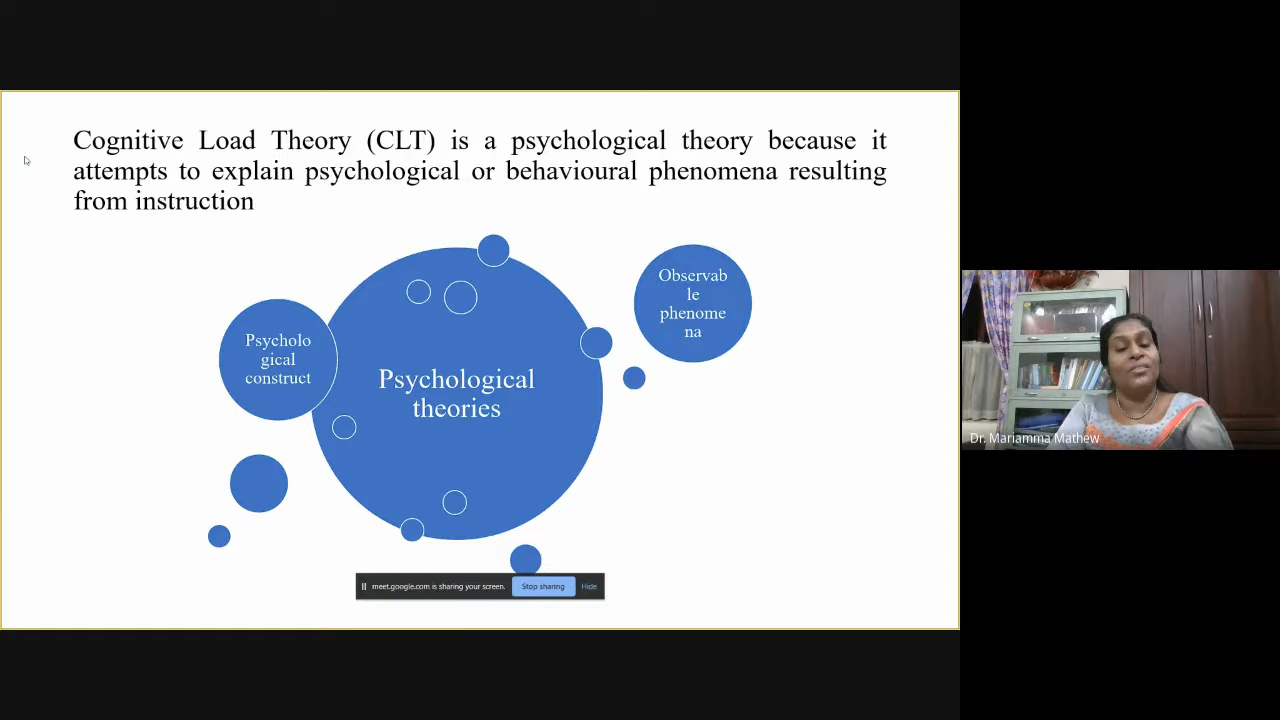 Cognitive Load Theory (CLT) is a psychological theory because it
attempts to explain psychological or behavioural phenomena resulting
from instruction
Observab
le
phenome
na
Psycholo
gical
construct
Psychological
theories
meet.google.com is sharing your screen.
Stop sharing
Hide
Dr. Mariamma Mathew